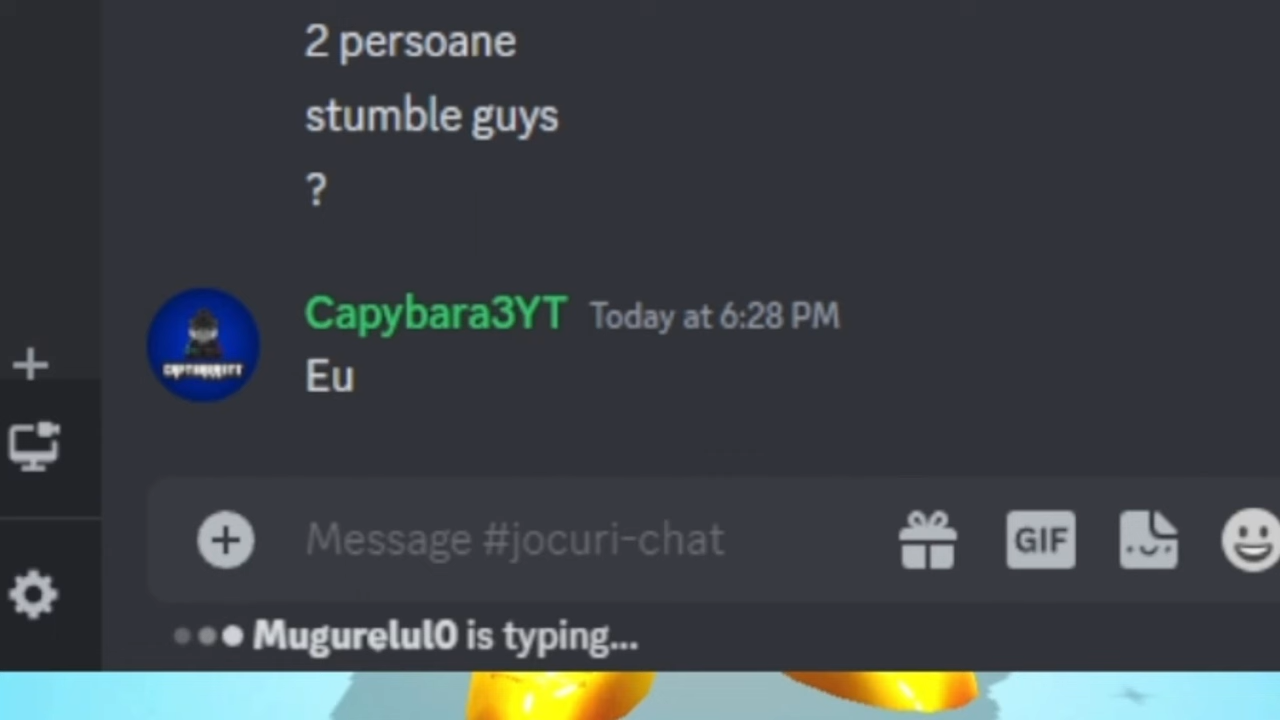 2 persoane
stumble guys
?
Capybara3YT Today at 6:28 PM
Eu
Message #jocuri-chat
GIF
Mugurelul0 is typing...